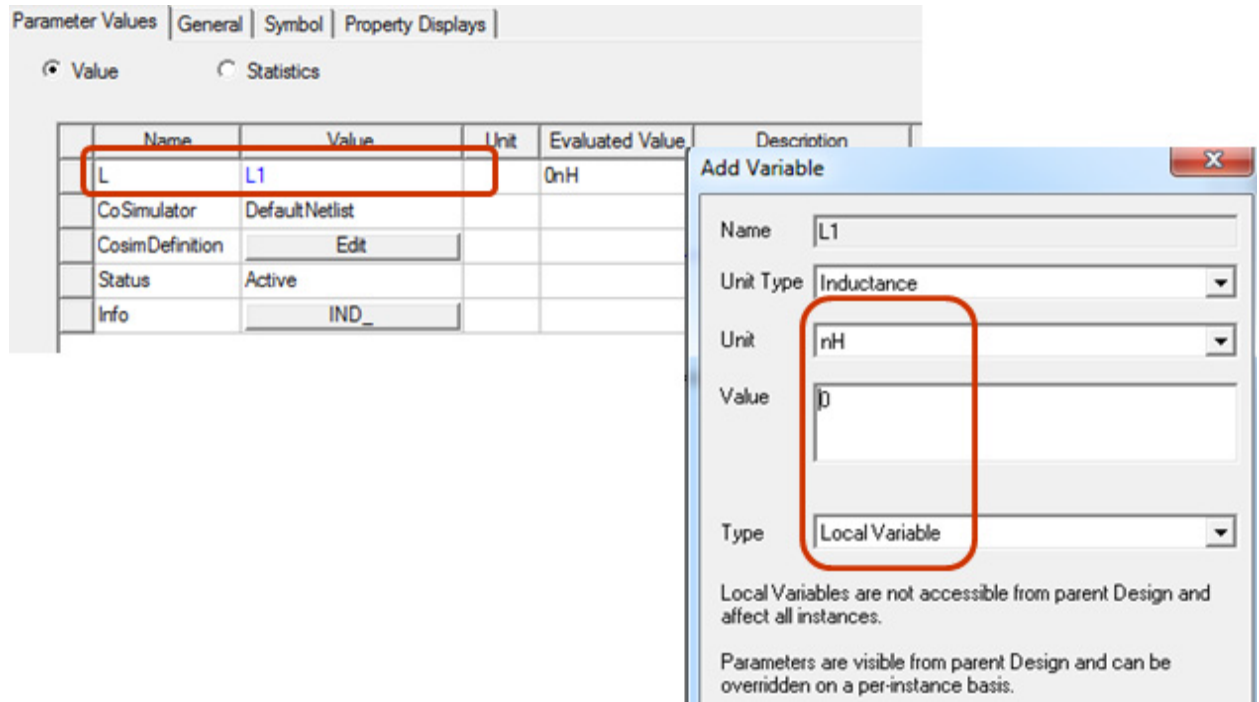 Parameter Values General Symbol Property Displays
Value Statistics
Name Value Unit Evaluated Value Description
L L1 0nH
CoSimulator DefaultNetlist
CosimDefinition Edit
Status Active
Info IND_
Add Variable
Name L1
Unit Type Inductance
Unit nH
Value 0
Type Local Variable
Local Variables are not accessible from parent Design and
affect all instances.
Parameters are visible from parent Design and can be
overridden on a per-instance basis.